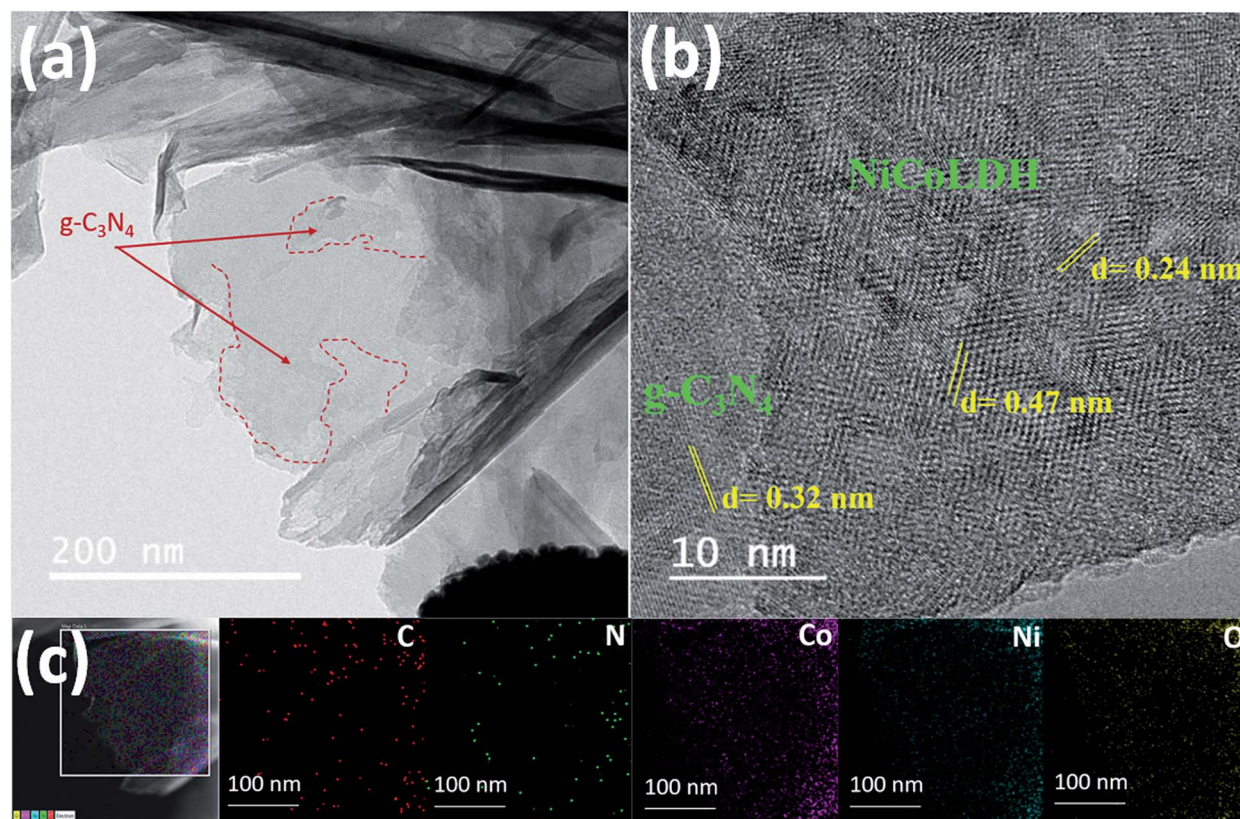 (a)
g-C₃N₄
200 nm
(b)
NiCoLDH
d= 0.24 nm
d= 0.47 nm
g-C₃N₄
d= 0.32 nm
10 nm
(c)
C
100 nm
N
100 nm
Co
100 nm
Ni
100 nm
O
100 nm